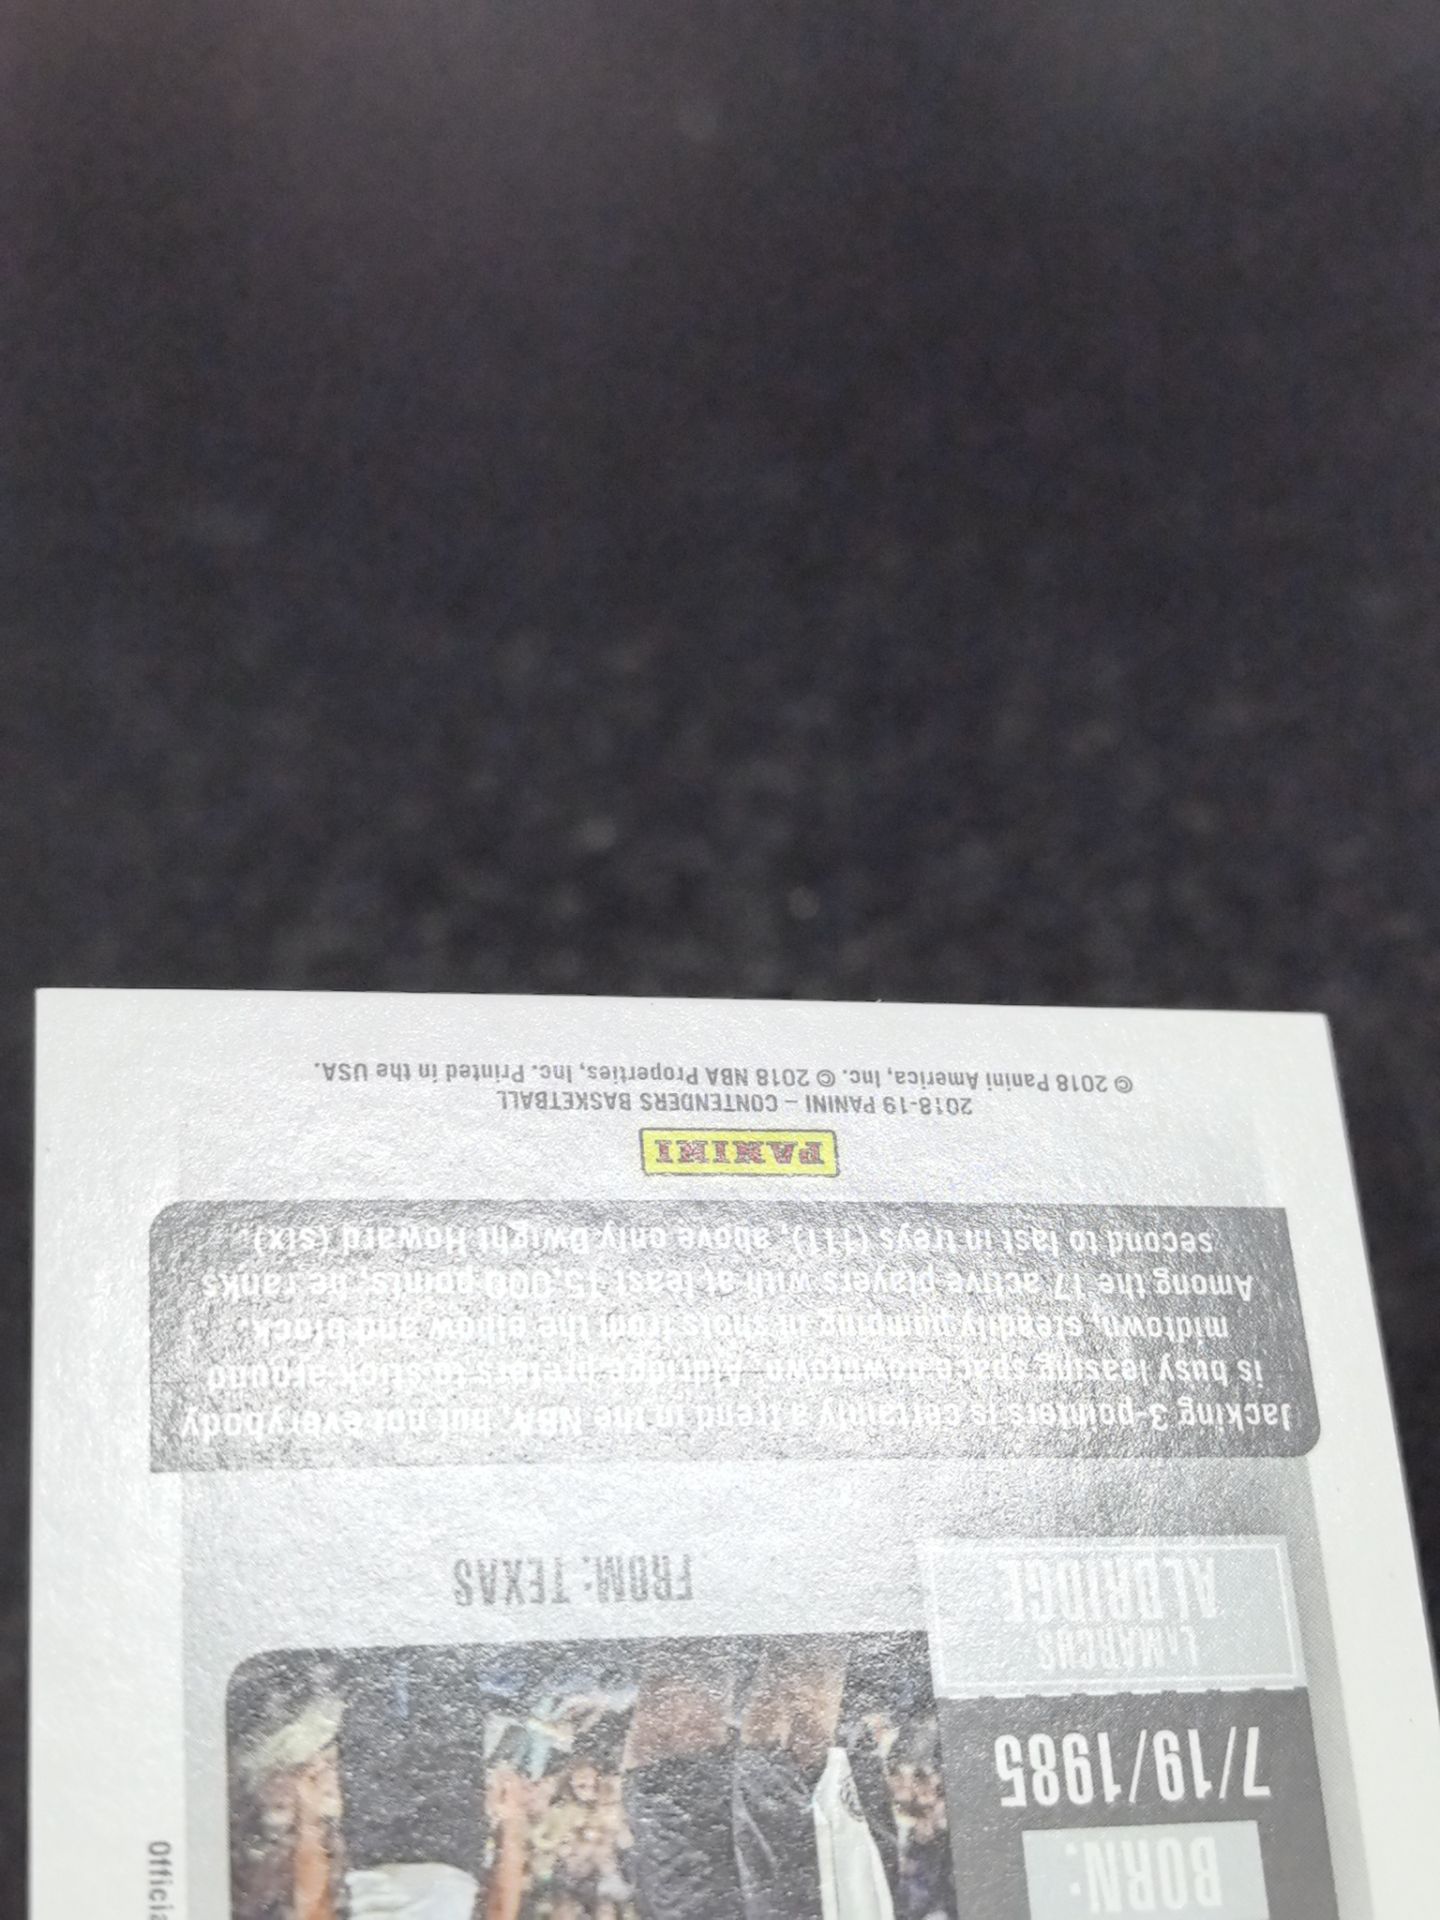 BORN:
7/19/1985
LAMARCUS
ALDRIDGE
FROM: TEXAS
Jacking 3-pointers is certainly a trend in the NBA, but not everybody
is busy leasing space downtown. Aldridge prefers to stick around
midtown, steadily pumping in shots from the elbow and block.
Among the 17 active players with at least 15,000 points, he ranks
second to last in treys (111), above only Dwight Howard (six).
PANINI
2018-19 PANINI – CONTENDERS BASKETBALL
© 2018 Panini America, Inc. © 2018 NBA Properties, Inc. Printed in the USA.